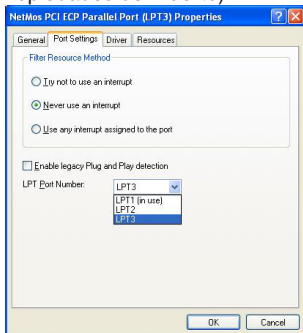 NetMos PCI ECP Parallel Port (LPT3) Properties
General Port Settings Driver Resources
Filter Resource Method
Try not to use an interrupt
Never use an interrupt
Use any interrupt assigned to the port
Enable legacy Plug and Play detection
LPT Port Number: LPT3
LPT1 (in use)
LPT2
LPT3
OK Cancel